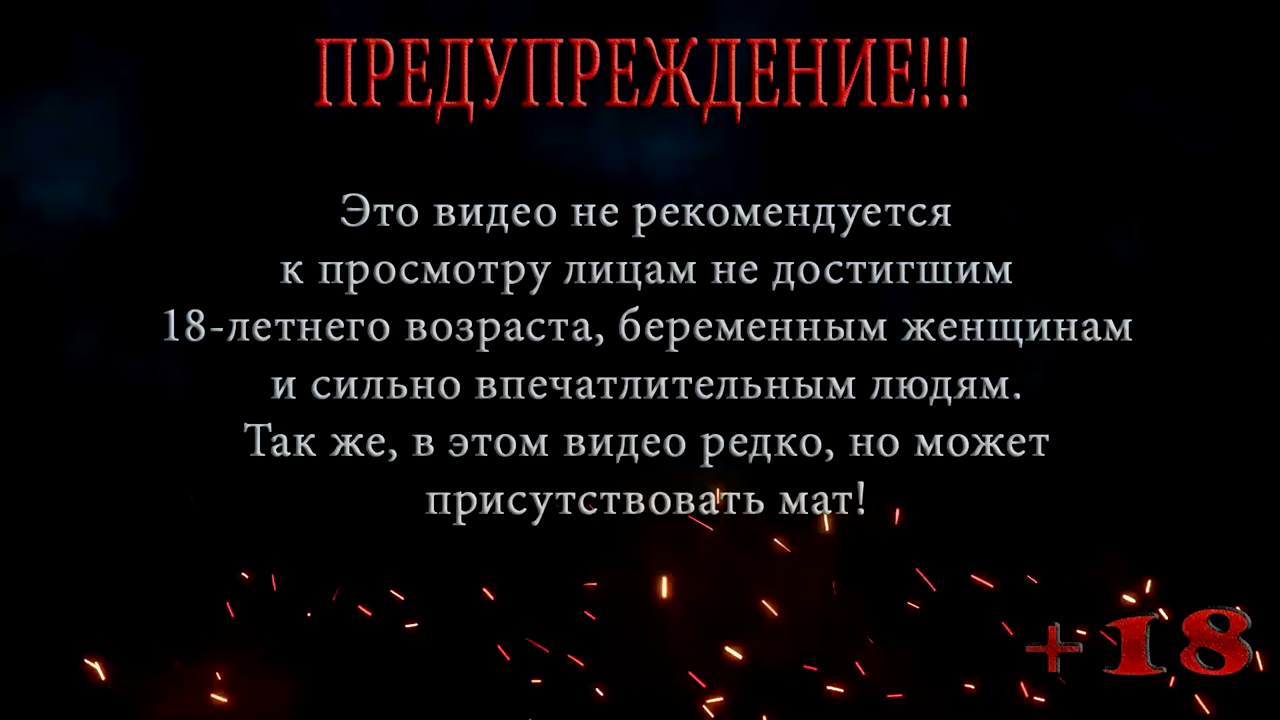 ПРЕДУПРЕЖДЕНИЕ!!!
Это видео не рекомендуется
к просмотру лицам не достигшим
18-летнего возраста, беременным женщинам
и сильно впечатлительным людям.
Так же, в этом видео редко, но может
присутствовать мат!
+18